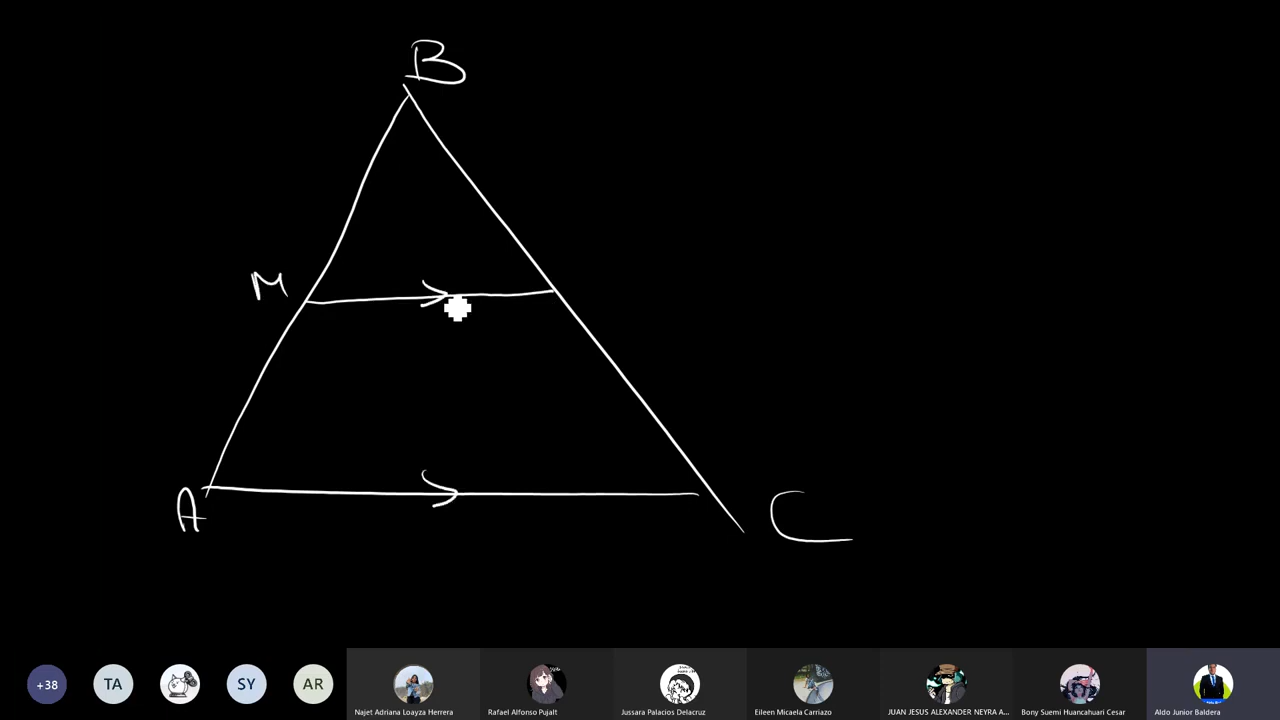 B
M
A
C
+38
TA
SY
AR
Najet Adriana Loayza Herrera
Rafael Alfonso Pujalt
Jussara Palacios Delacruz
Eileen Micaela Carriazo
JUAN JESUS ALEXANDER NEYRA A...
Bony Suemi Huancahuari Cesar
Aldo Junior Baldera